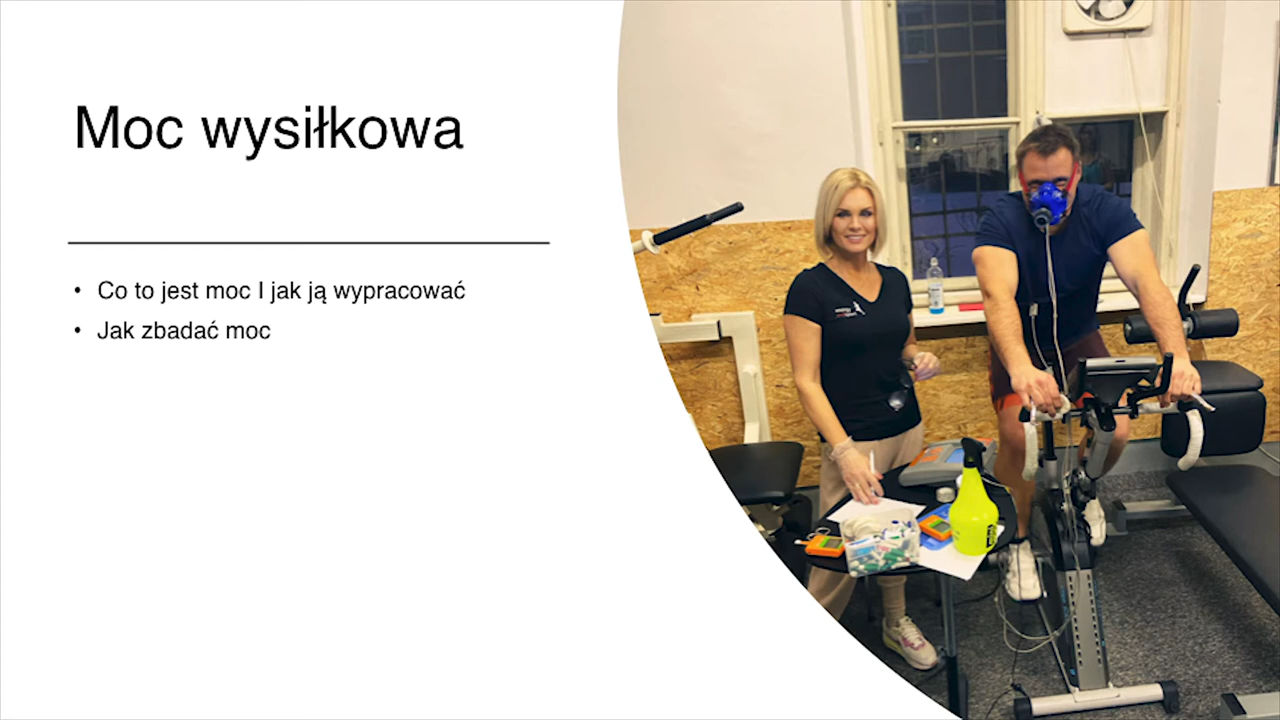 Moc wysiłkowa
• Co to jest moc I jak ją wypracować
• Jak zbadać moc